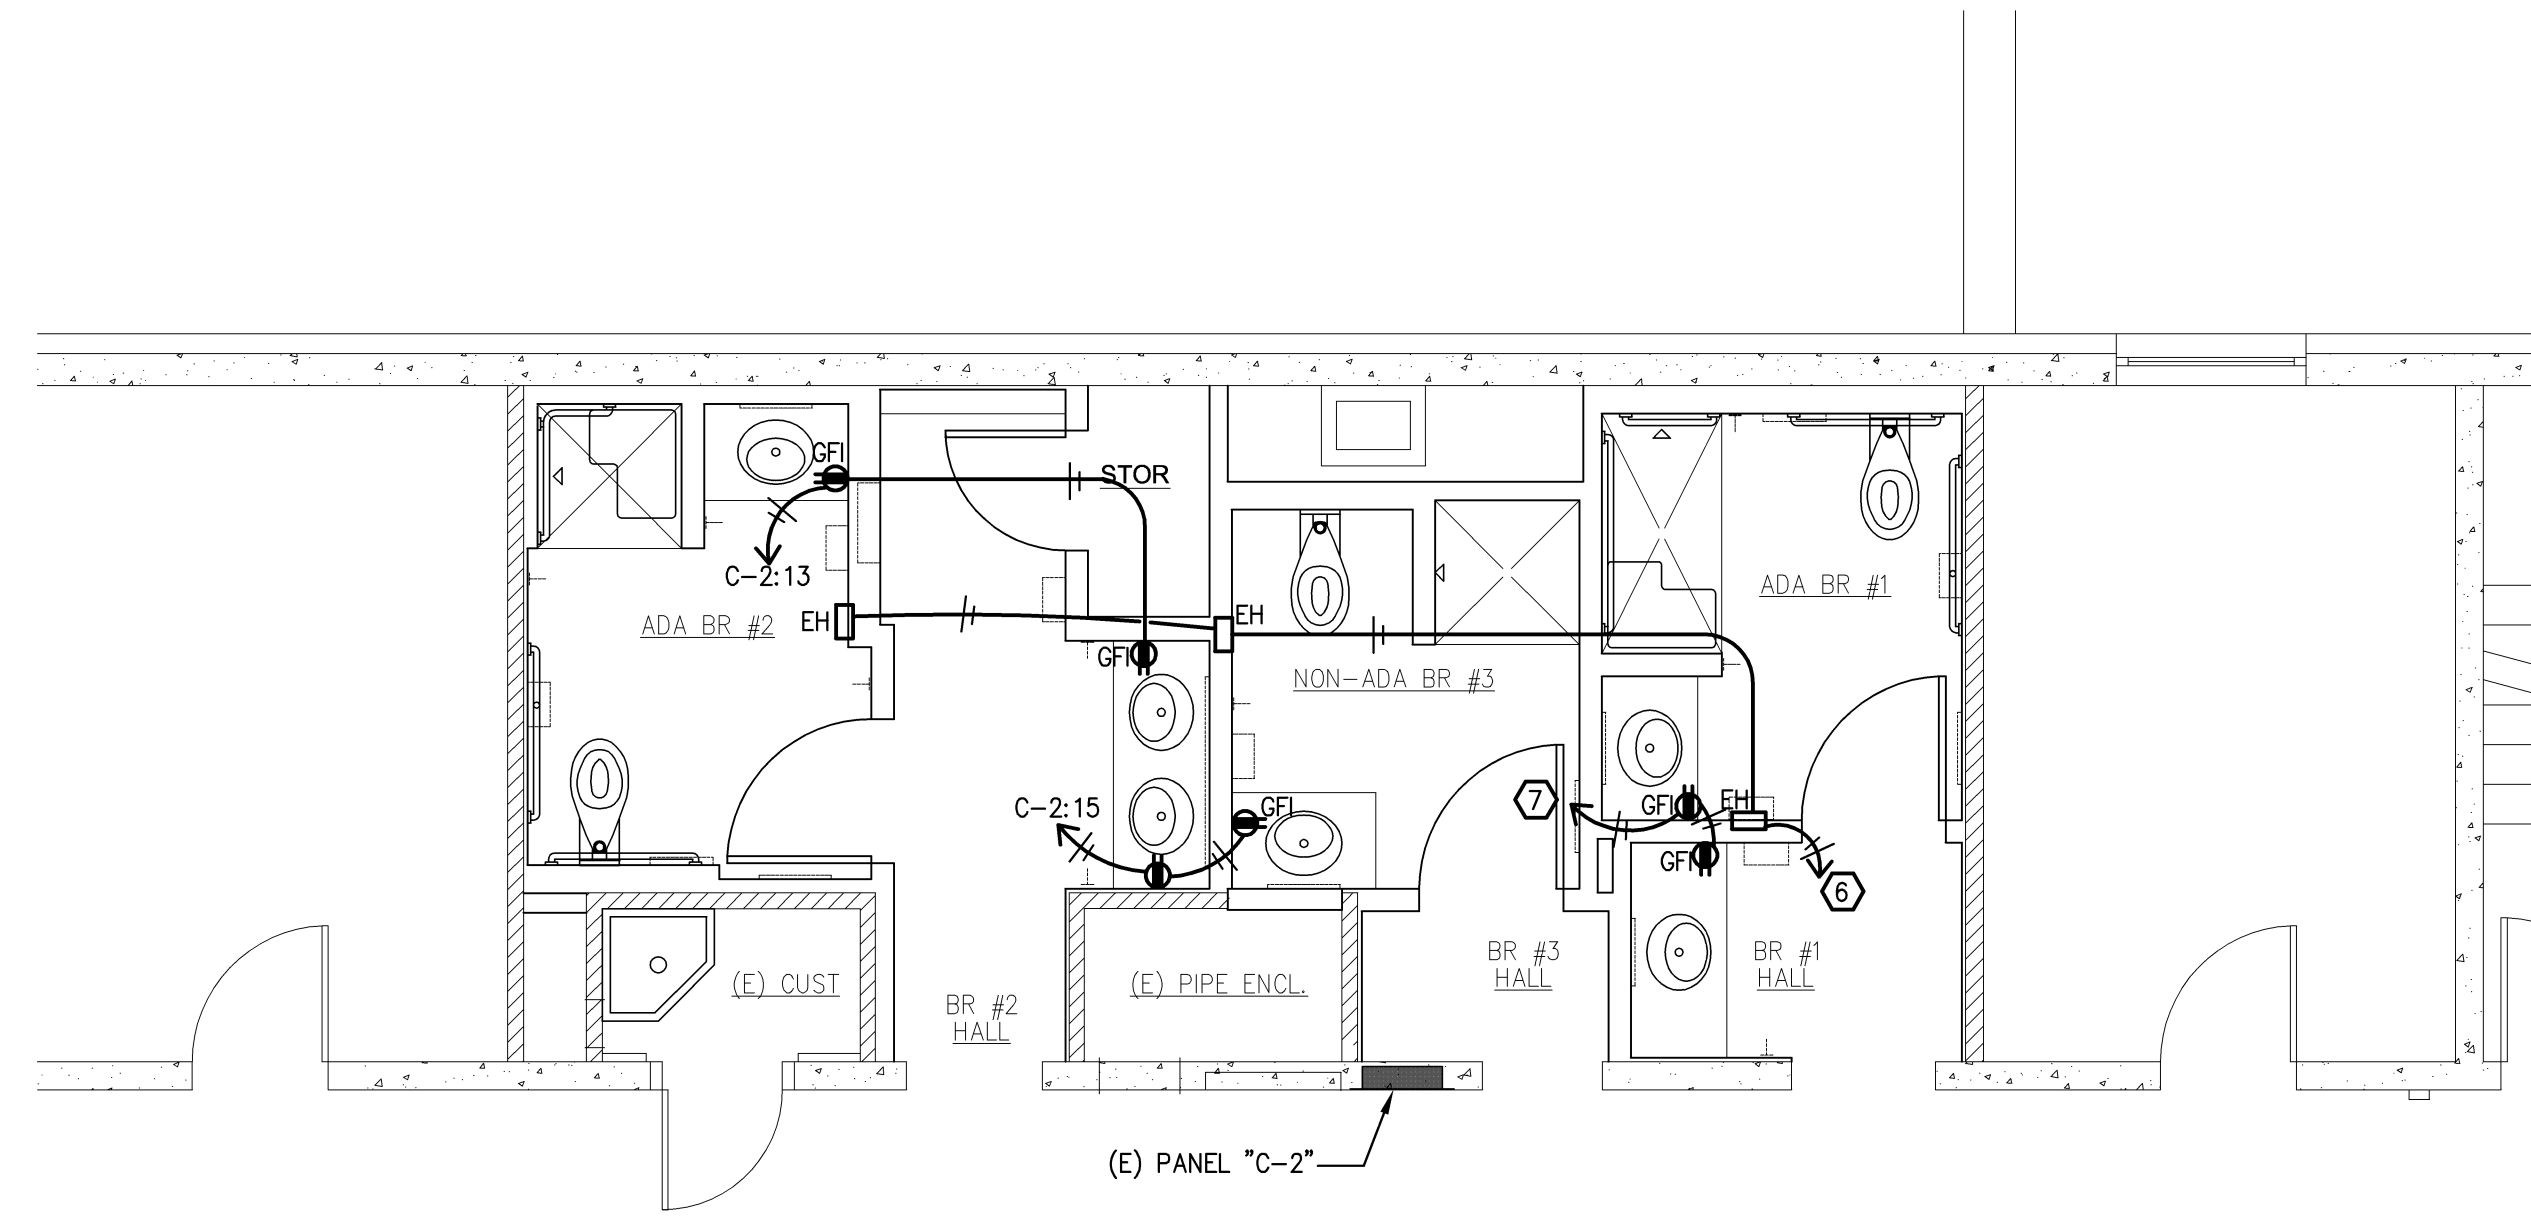 GFI
STOR
C-2:13
ADA BR #1
EH
EH
ADA BR #2
GFI
NON-ADA BR #3
7
GFI
EH
C-2:15
GFI
GFI
6
BR #3
HALL
BR #1
HALL
(E) CUST
(E) PIPE ENCL.
BR #2
HALL
(E) PANEL "C-2"